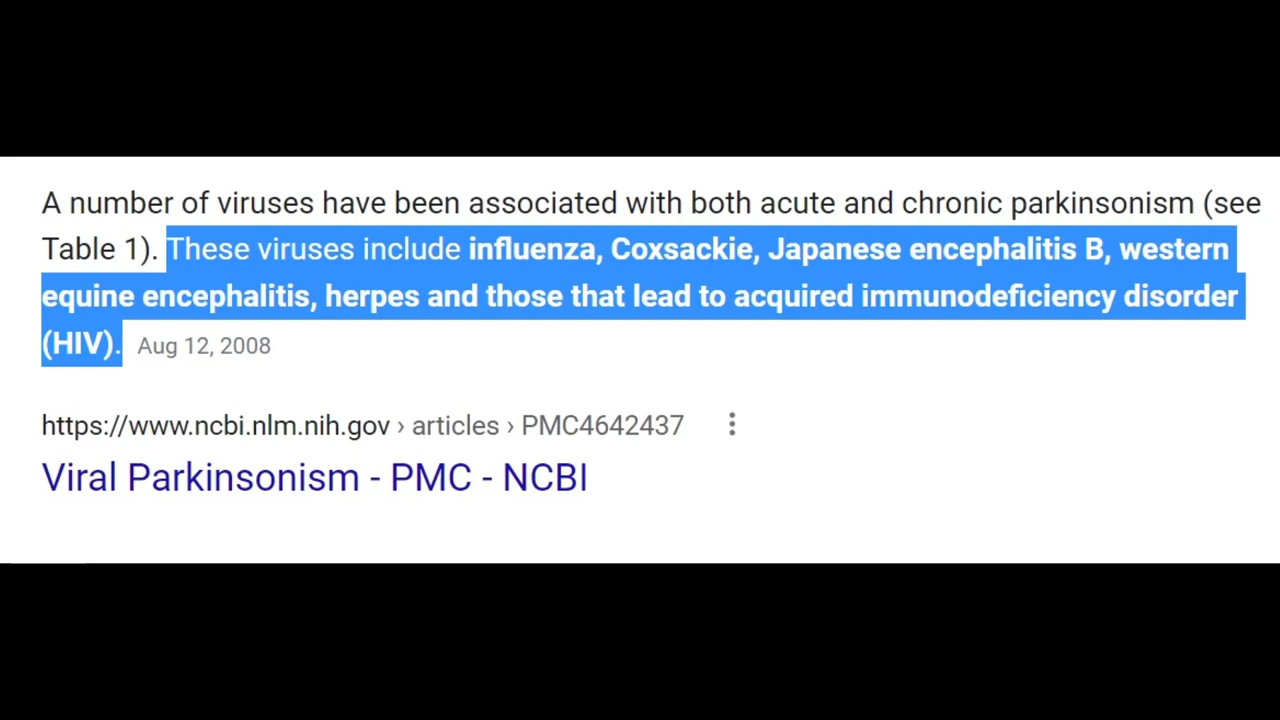 A number of viruses have been associated with both acute and chronic parkinsonism (see
Table 1). These viruses include influenza, Coxsackie, Japanese encephalitis B, western
equine encephalitis, herpes and those that lead to acquired immunodeficiency disorder
(HIV). Aug 12, 2008
https://www.ncbi.nlm.nih.gov › articles › PMC4642437
Viral Parkinsonism - PMC - NCBI